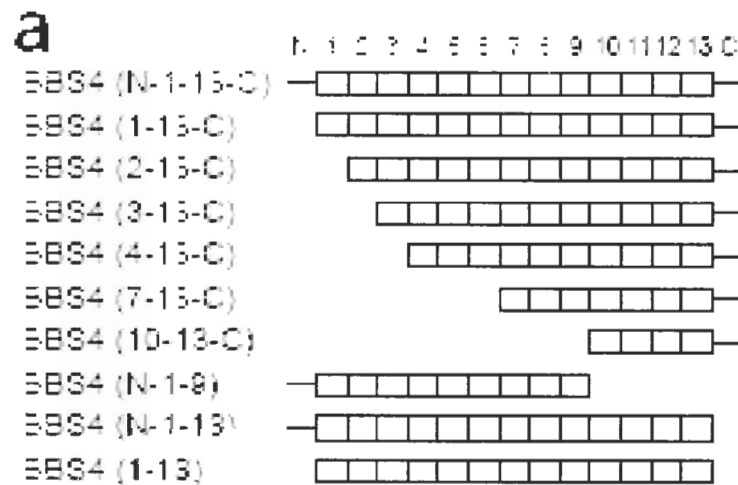 a
N 1 2 3 4 5 6 7 8 9 10 11 12 13 C
BBS4 (N-1-13-C)
BBS4 (1-13-C)
BBS4 (2-13-C)
BBS4 (3-13-C)
BBS4 (4-13-C)
BBS4 (7-13-C)
BBS4 (10-13-C)
BBS4 (N-1-9)
BBS4 (N-1-13)
BBS4 (1-13)